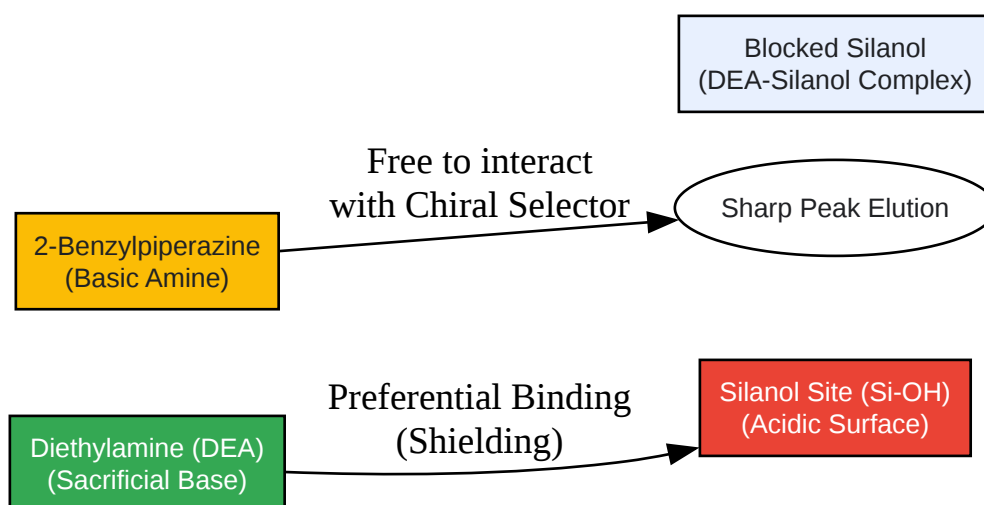 Blocked Silanol
(DEA-Silanol Complex)
Free to interact
with Chiral Selector
Sharp Peak Elution
2-Benzylpiperazine
(Basic Amine)
Preferential Binding
(Shielding)
Silanol Site (Si-OH)
(Acidic Surface)
Diethylamine (DEA)
(Sacrificial Base)